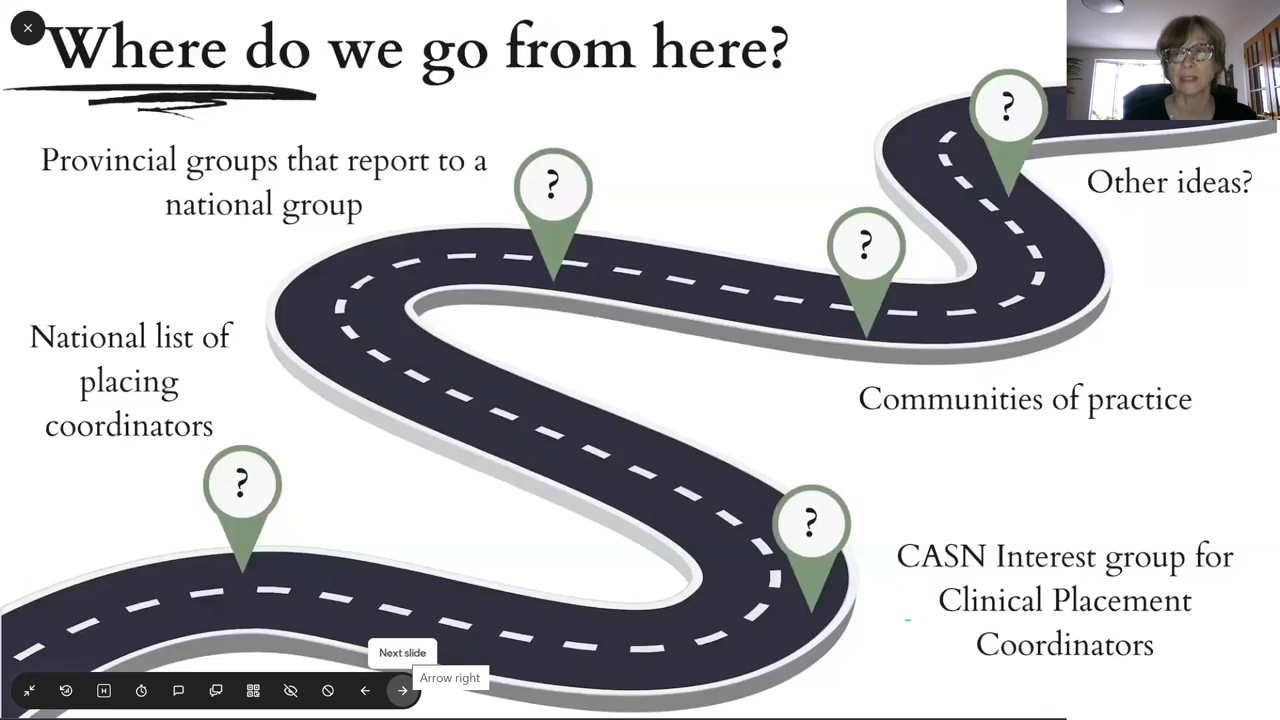 Where do we go from here?
Provincial groups that report to a
national group
?
?
?
Other ideas?
National list of
placing
coordinators
Communities of practice
?
?
CASN Interest group for
Clinical Placement
Coordinators
Next slide
Arrow right
H